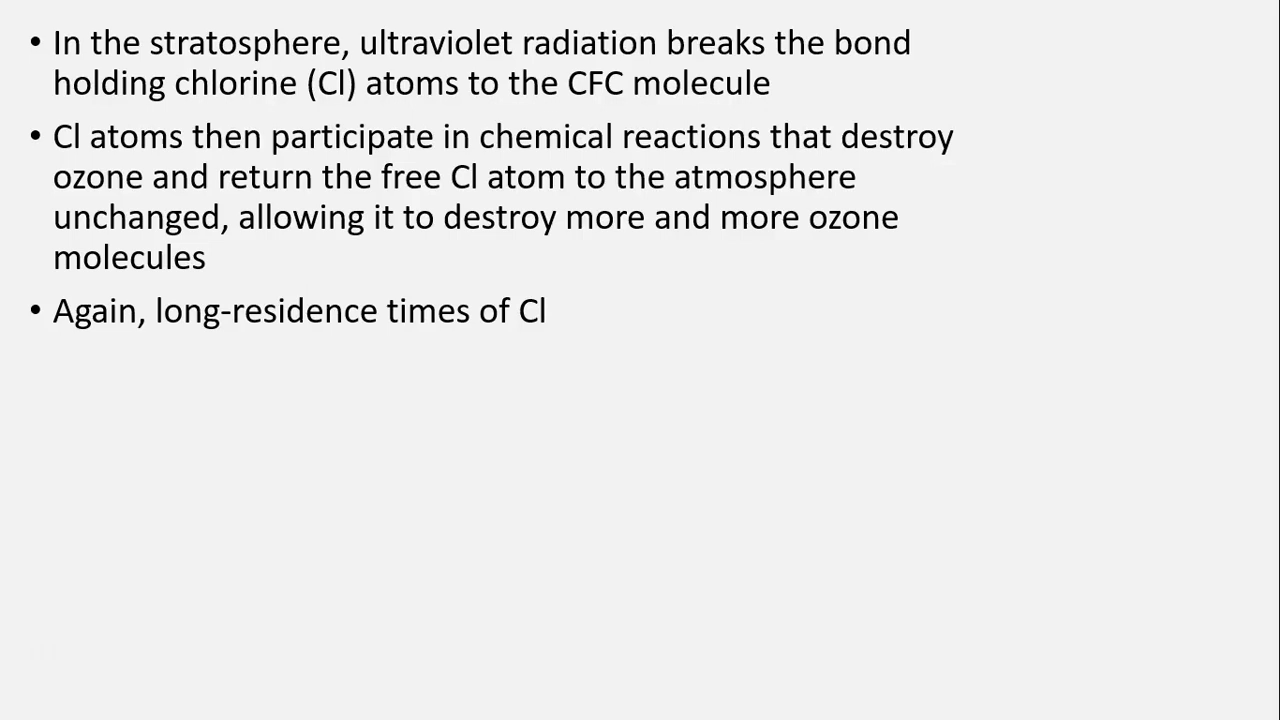 • In the stratosphere, ultraviolet radiation breaks the bond
holding chlorine (Cl) atoms to the CFC molecule
• Cl atoms then participate in chemical reactions that destroy
ozone and return the free Cl atom to the atmosphere
unchanged, allowing it to destroy more and more ozone
molecules
• Again, long-residence times of Cl